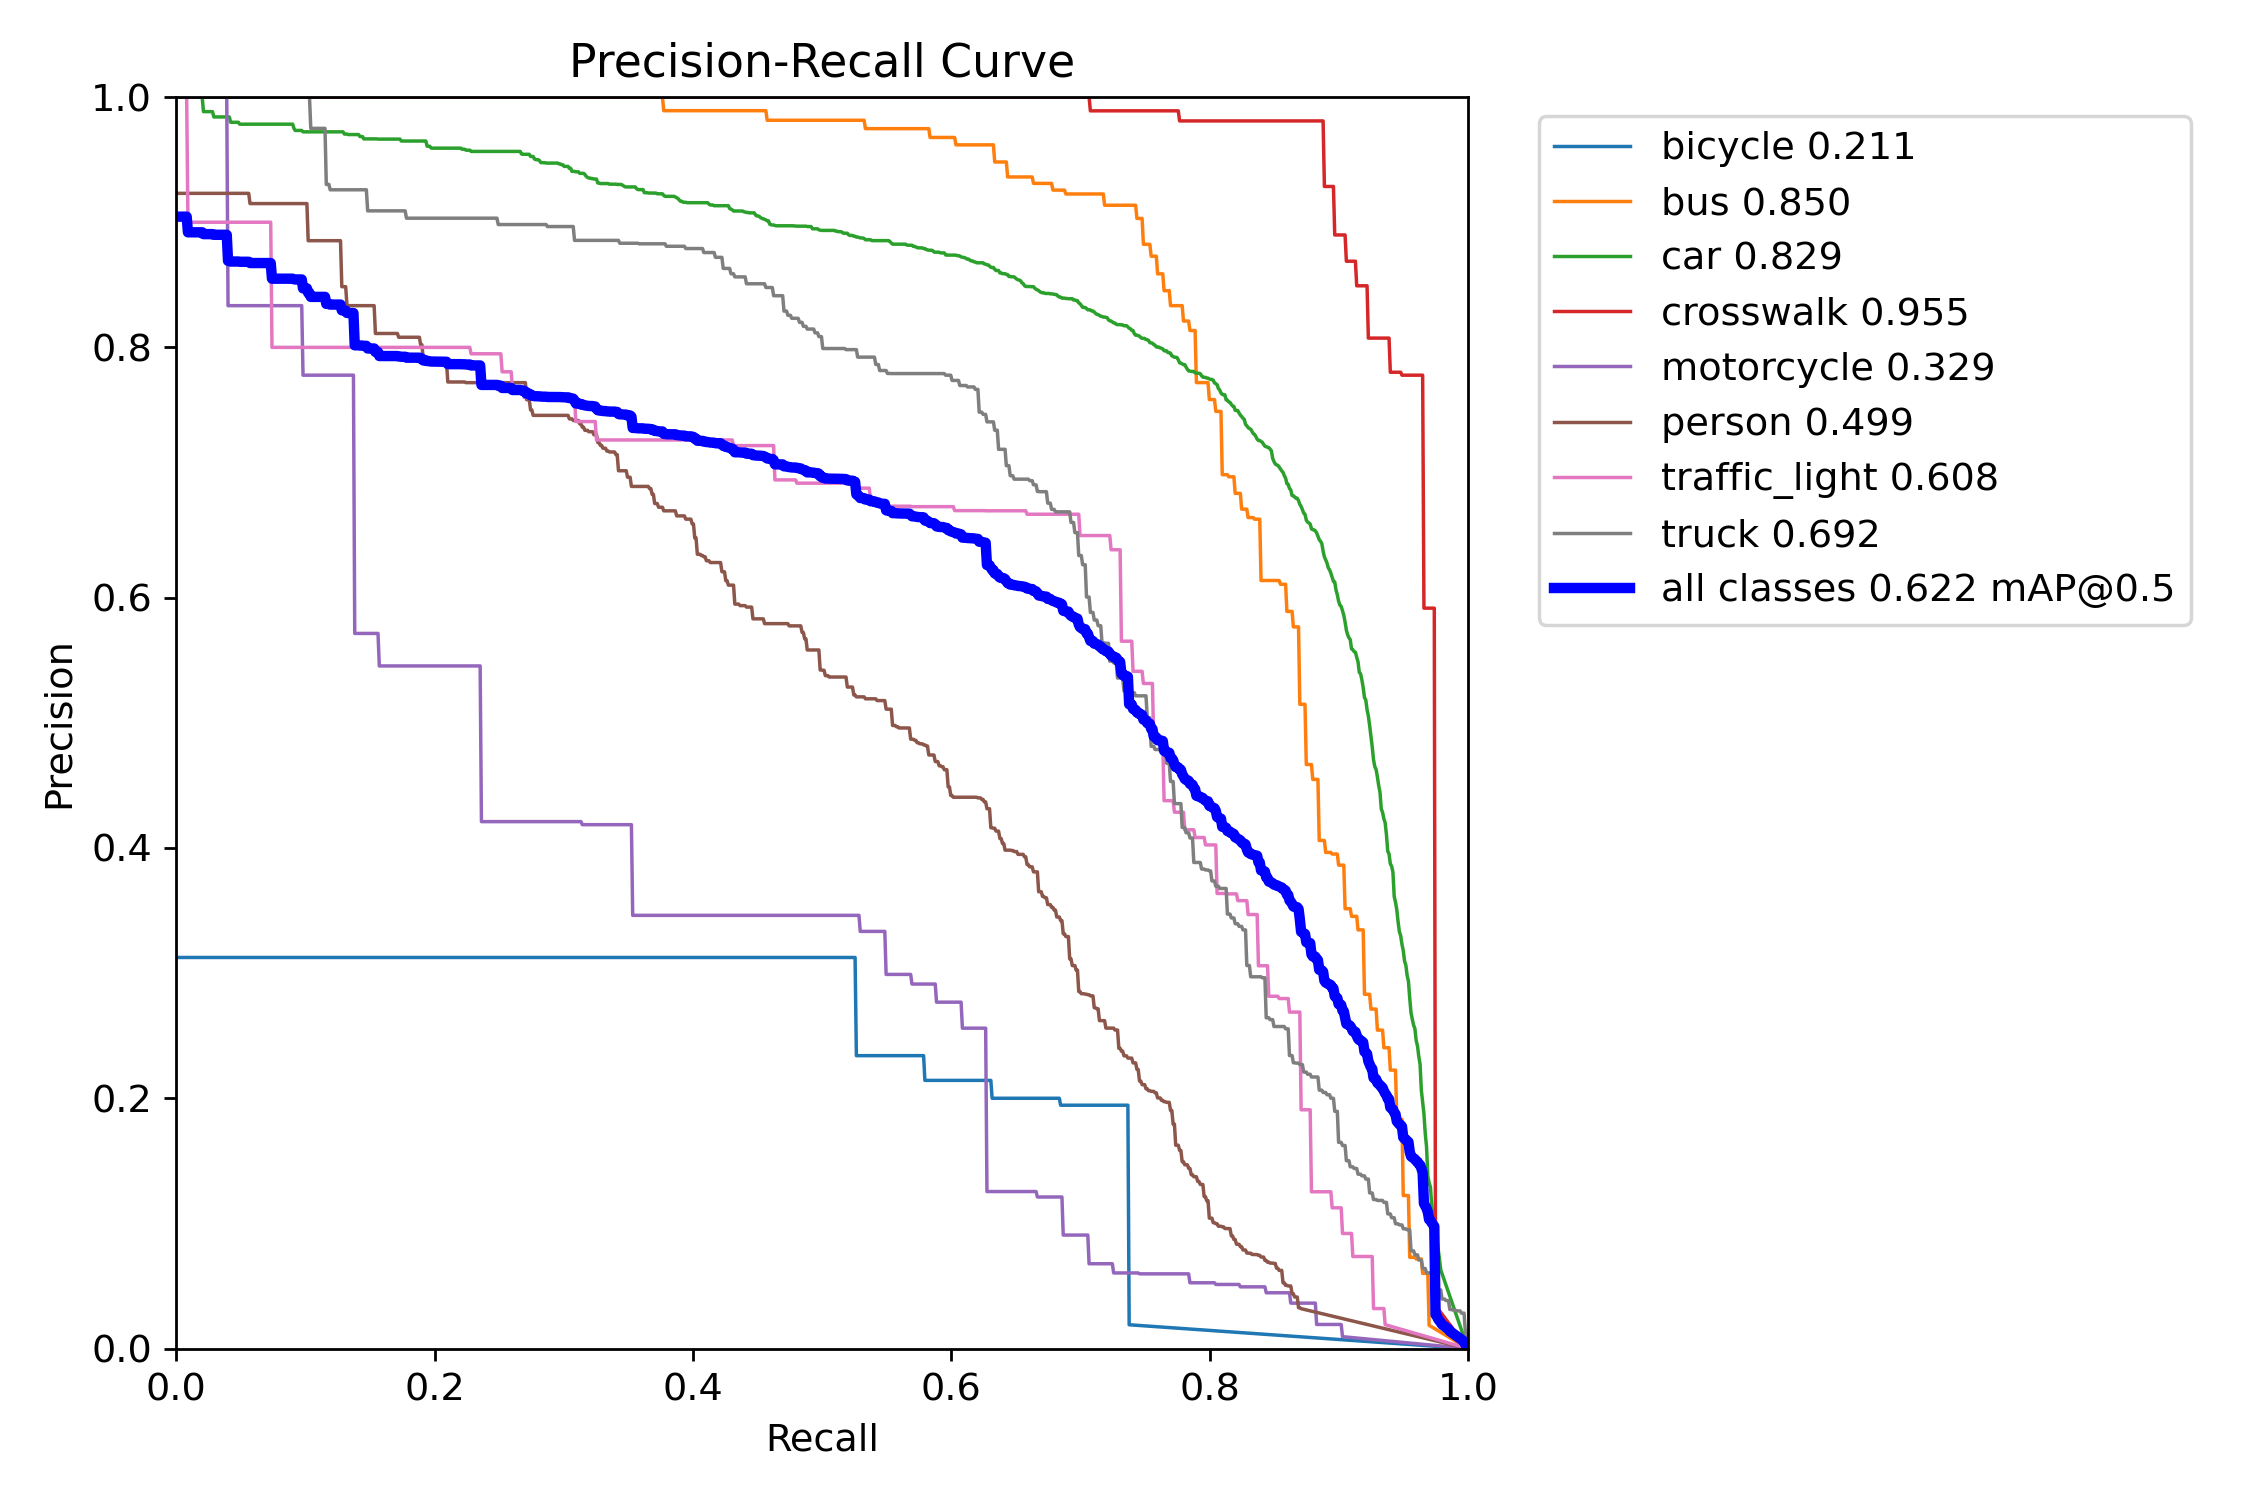 Precision-Recall Curve
1.0
0.8
0.6
0.4
0.2
0.0
Precision
0.0 0.2 0.4 0.6 0.8 1.0
Recall
bicycle 0.211
bus 0.850
car 0.829
crosswalk 0.955
motorcycle 0.329
person 0.499
traffic_light 0.608
truck 0.692
all classes 0.622 mAP@0.5